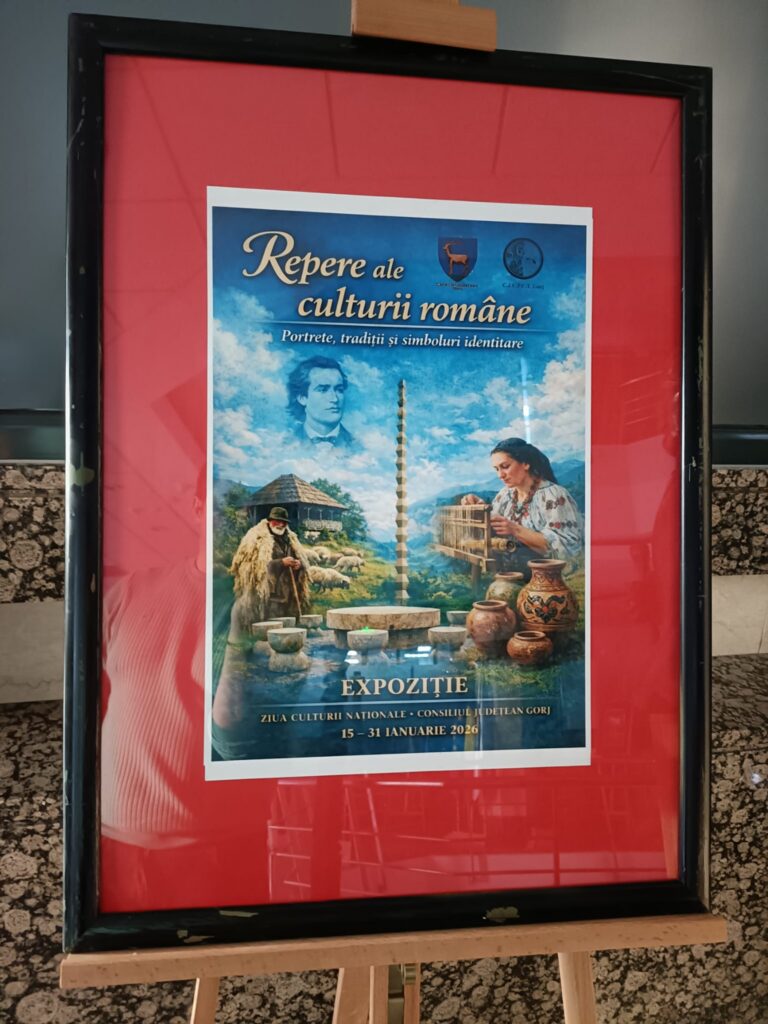 Repere ale
culturii române
Portrete, tradiții și simboluri identitare
EXPOZIȚIE
ZIUA CULTURII NAȚIONALE • CONSILIUL JUDEȚEAN GORJ
15 – 31 IANUARIE 2026